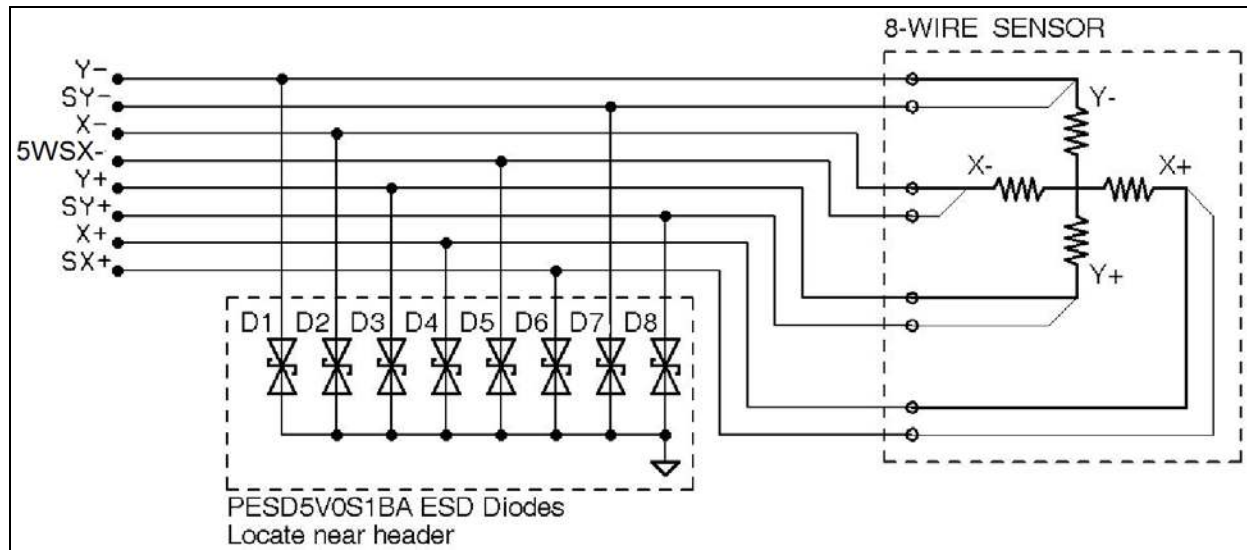 8-WIRE SENSOR
Y-
SY-
X-
5WSX-
Y+
SY+
X+
SX+
Y-
X-
X+
Y+
D1 D2 D3 D4 D5 D6 D7 D8
PESD5V0S1BA ESD Diodes
Locate near header